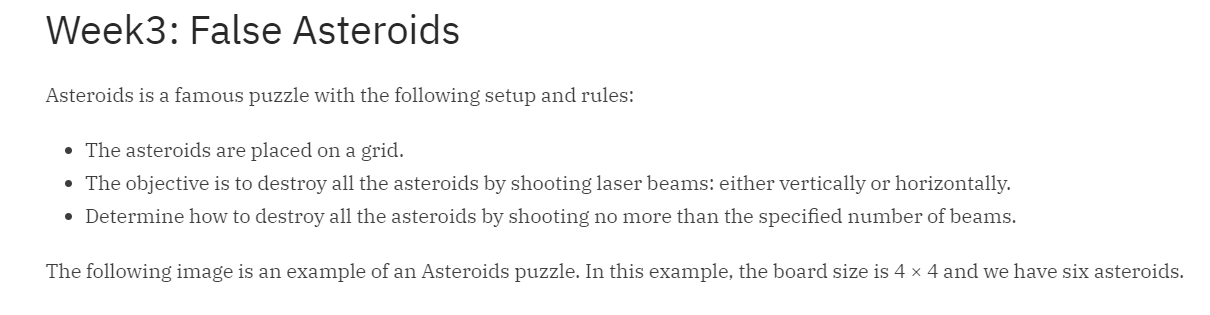 Week3: False Asteroids
Asteroids is a famous puzzle with the following setup and rules:
• The asteroids are placed on a grid.
• The objective is to destroy all the asteroids by shooting laser beams: either vertically or horizontally.
• Determine how to destroy all the asteroids by shooting no more than the specified number of beams.
The following image is an example of an Asteroids puzzle. In this example, the board size is 4 × 4 and we have six asteroids.